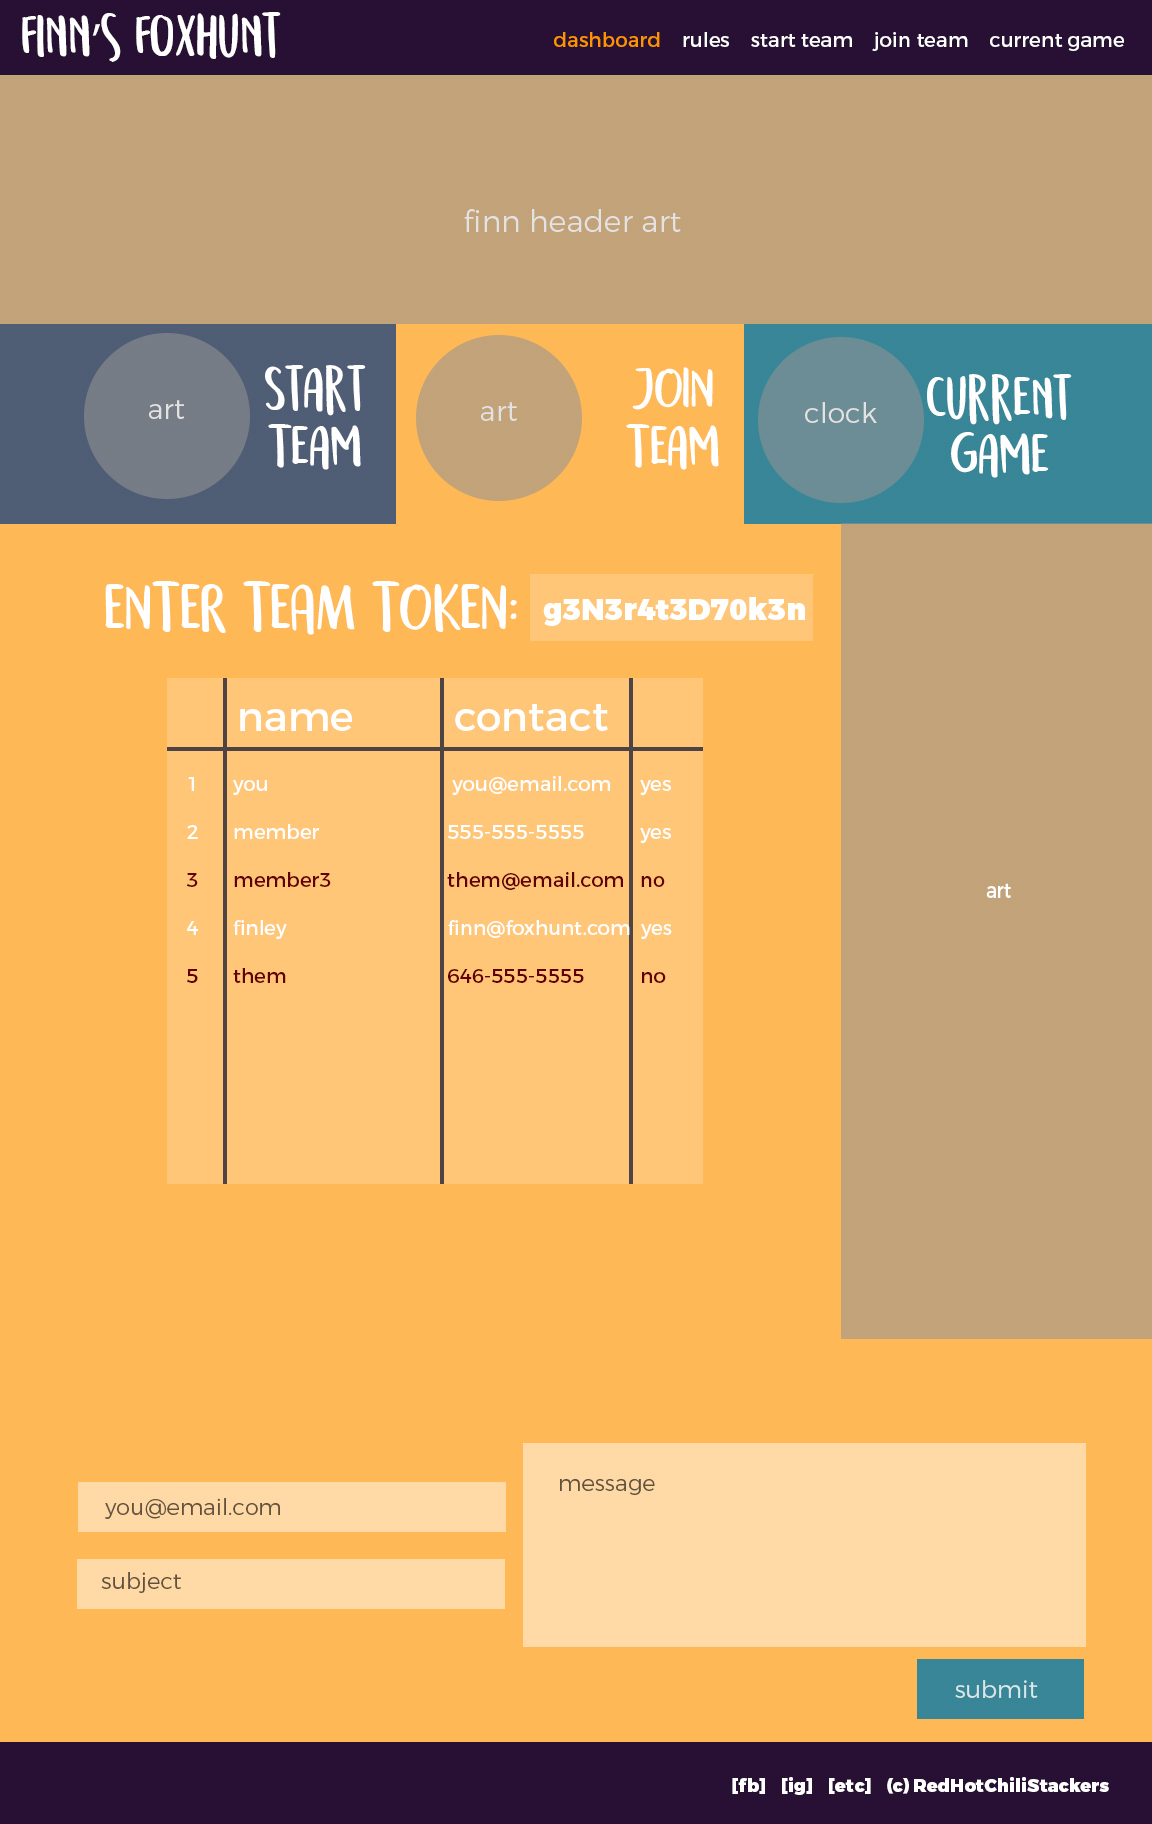 FINN'S FOXHUNT
dashboard rules start team join team current game
finn header art
art
START
TEAM
art
JOIN
TEAM
clock
CURRENT
GAME
ENTER TEAM TOKEN: g3N3r4t3D70k3n
name contact
1 you you@email.com yes
2 member 555-555-5555 yes
3 member3 them@email.com no
4 finley finn@foxhunt.com yes
5 them 646-555-5555 no
art
you@email.com
subject
message
submit
[fb] [ig] [etc] (c) RedHotChiliStackers